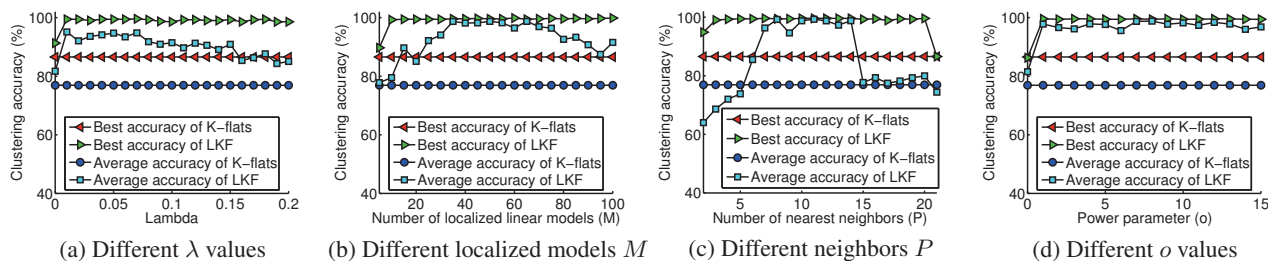 Clustering accuracy (%)
100
80
60
40
Best accuracy of K−flats
Best accuracy of LKF
Average accuracy of K−flats
Average accuracy of LKF
0 0.05 0.1 0.15 0.2
Lambda
(a) Different λ values
Clustering accuracy (%)
100
80
60
40
Best accuracy of K−flats
Best accuracy of LKF
Average accuracy of K−flats
Average accuracy of LKF
20 40 60 80 100
Number of localized linear models (M)
(b) Different localized models M
Clustering accuracy (%)
100
80
60
40
Best accuracy of K−flats
Best accuracy of LKF
Average accuracy of K−flats
Average accuracy of LKF
5 10 15 20
Number of nearest neighbors (P)
(c) Different neighbors P
Clustering accuracy (%)
100
80
60
40
Best accuracy of K−flats
Best accuracy of LKF
Average accuracy of K−flats
Average accuracy of LKF
0 5 10 15
Power parameter (o)
(d) Different o values